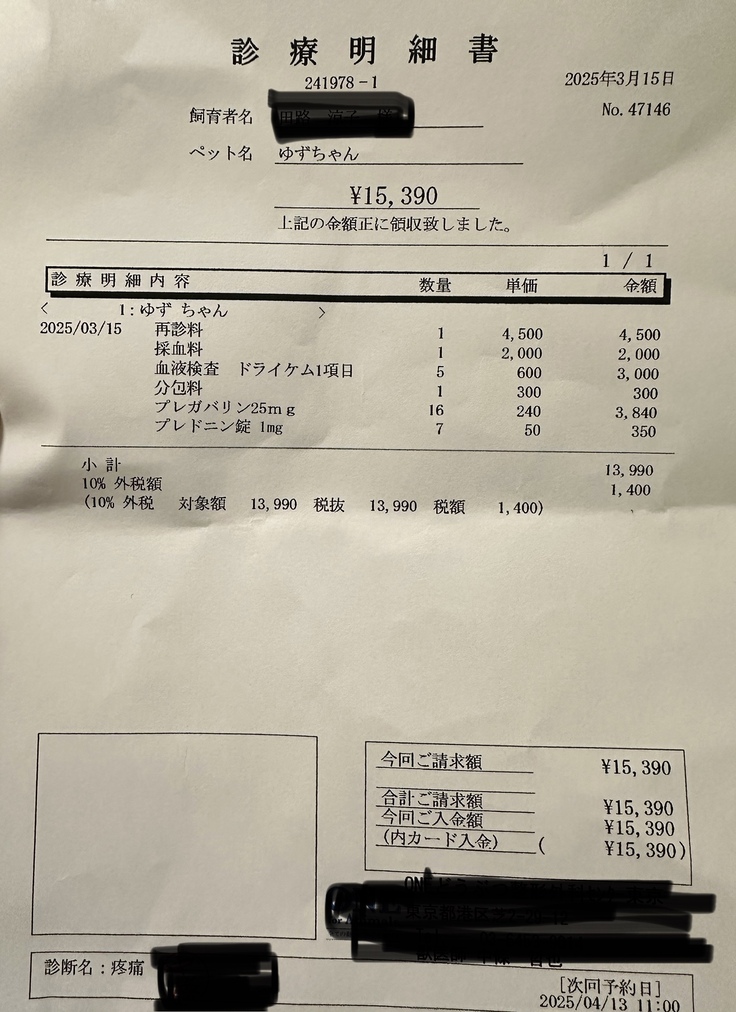 診療明細書
241978-1
2025年3月15日
飼育者名
No. 47146
ペット名 ゆずちゃん
¥15,390
上記の金額正に領収致しました。
1 / 1
診療明細内容 数量 単価 金額
< 1:ゆず ちゃん >
2025/03/15 再診料 1 4,500 4,500
採血料 1 2,000 2,000
血液検査 ドライケム1項目 5 600 3,000
分包料 1 300 300
プレガバリン25mg 16 240 3,840
プレドニン錠 1mg 7 50 350
小 計 13,990
10% 外税額 1,400
(10% 外税 対象額 13,990 税抜 13,990 税額 1,400)
今回ご請求額 ¥15,390
合計ご請求額 ¥15,390
今回ご入金額 ¥15,390
(内カード入金) ( ¥15,390)
診断名:疼痛
[次回予約日]
2025/04/13 11:00